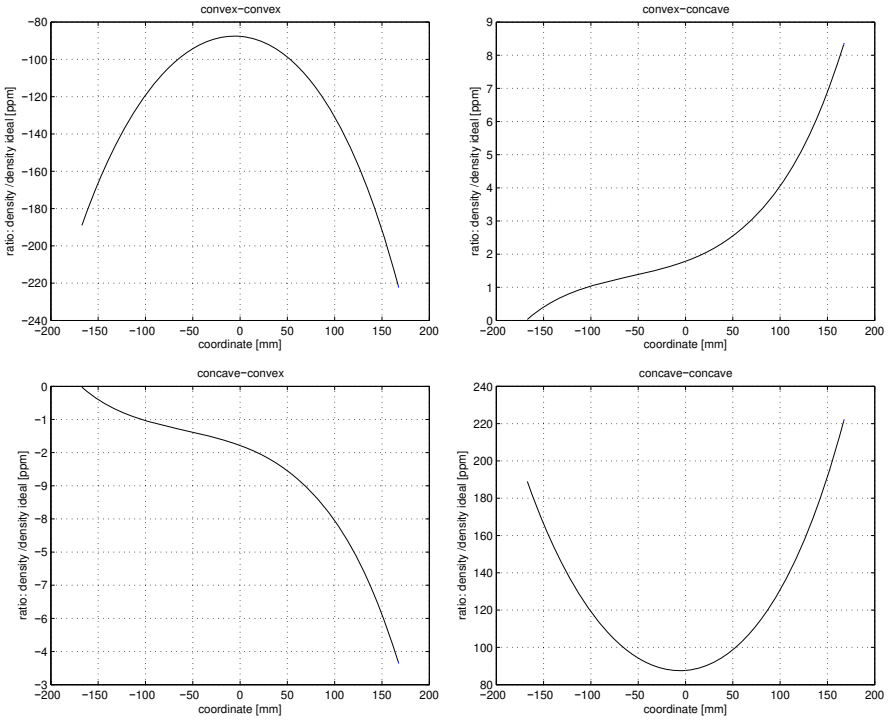 convex−convex
−80
−100
−120
−140
−160
−180
−200
−220
−240
ratio: density /density ideal [ppm]
−200 −150 −100 −50 0 50 100 150 200
coordinate [mm]
convex−concave
9
8
7
6
5
4
3
2
1
0
ratio: density /density ideal [ppm]
−200 −150 −100 −50 0 50 100 150 200
coordinate [mm]
concave−convex
0
−1
−2
−9
−8
−5
−7
−6
−4
−3
ratio: density /density ideal [ppm]
−200 −150 −100 −50 0 50 100 150 200
coordinate [mm]
concave−concave
240
220
200
180
160
140
120
100
80
ratio: density /density ideal [ppm]
−200 −150 −100 −50 0 50 100 150 200
coordinate [mm]